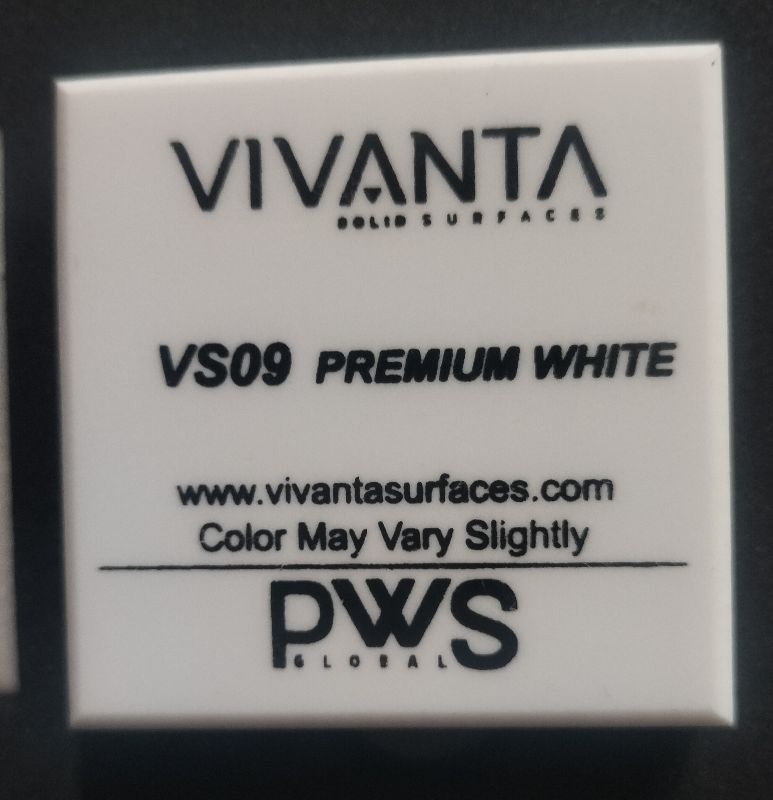 VIVANTA
SOLID SURFACES
VS09 PREMIUM WHITE
www.vivantasurfaces.com
Color May Vary Slightly
PWS
GLOBAL